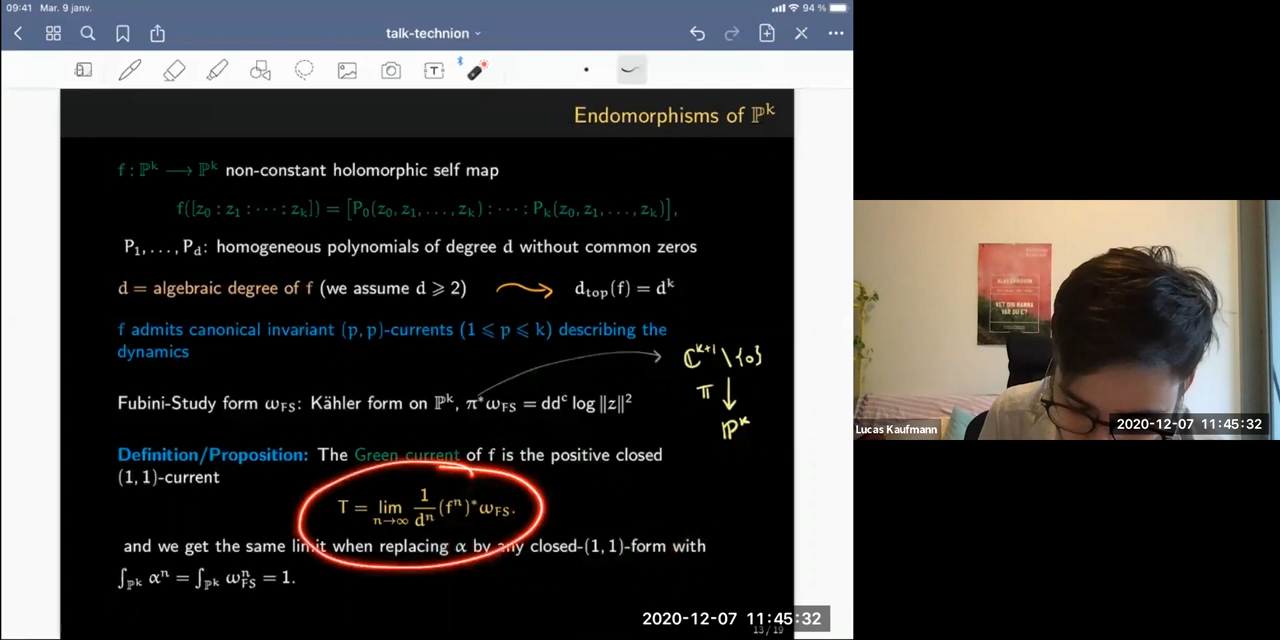 09:41 Mar. 9 janv.
94 %
talk-technion
Endomorphisms of ℙᵏ
f : ℙᵏ ⟶ ℙᵏ non-constant holomorphic self map
f([z₀ : z₁ : ⋯ : zₖ]) = [P₀(z₀, z₁, …, zₖ) : ⋯ : Pₖ(z₀, z₁, …, zₖ)],
P₁, …, P_d: homogeneous polynomials of degree d without common zeros
d = algebraic degree of f (we assume d ⩾ 2) d_top(f) = dᵏ
f admits canonical invariant (p, p)-currents (1 ⩽ p ⩽ k) describing the
dynamics
ℂᵏ⁺¹ \ {0}
π
ℙᵏ
Fubini-Study form ω_FS: Kähler form on ℙᵏ, π*ω_FS = ddᶜ log ‖z‖²
Definition/Proposition: The Green current of f is the positive closed
(1, 1)-current
T = lim_{n→∞} 1/dⁿ (fⁿ)*ω_FS.
and we get the same limit when replacing α by any closed-(1, 1)-form with
∫_ℙᵏ αⁿ = ∫_ℙᵏ ωⁿ_FS = 1.
13 / 19
2020-12-07 11:45:32
Lucas Kaufmann
2020-12-07 11:45:32